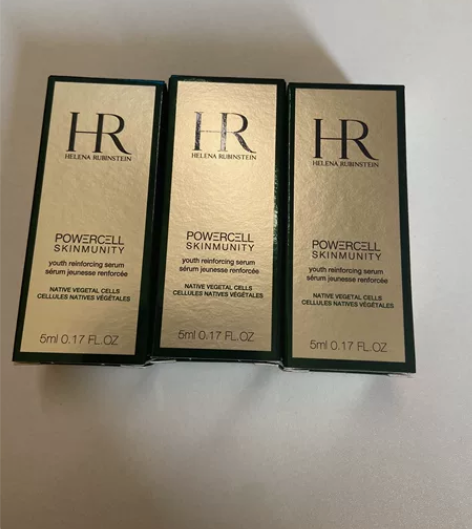 HR
HELENA RUBINSTEIN
POWERCELL
SKINMUNITY
youth reinforcing serum
sérum jeunesse renforcée
NATIVE VEGETAL CELLS
CELLULES NATIVES VÉGÉTALES
5ml 0.17 FL.OZ
HR
HELENA RUBINSTEIN
POWERCELL
SKINMUNITY
youth reinforcing serum
sérum jeunesse renforcée
NATIVE VEGETAL CELLS
CELLULES NATIVES VÉGÉTALES
5ml 0.17 FL.OZ
HR
HELENA RUBINSTEIN
POWERCELL
SKINMUNITY
youth reinforcing serum
sérum jeunesse renforcée
NATIVE VEGETAL CELLS
CELLULES NATIVES VÉGÉTALES
5ml 0.17 FL.OZ